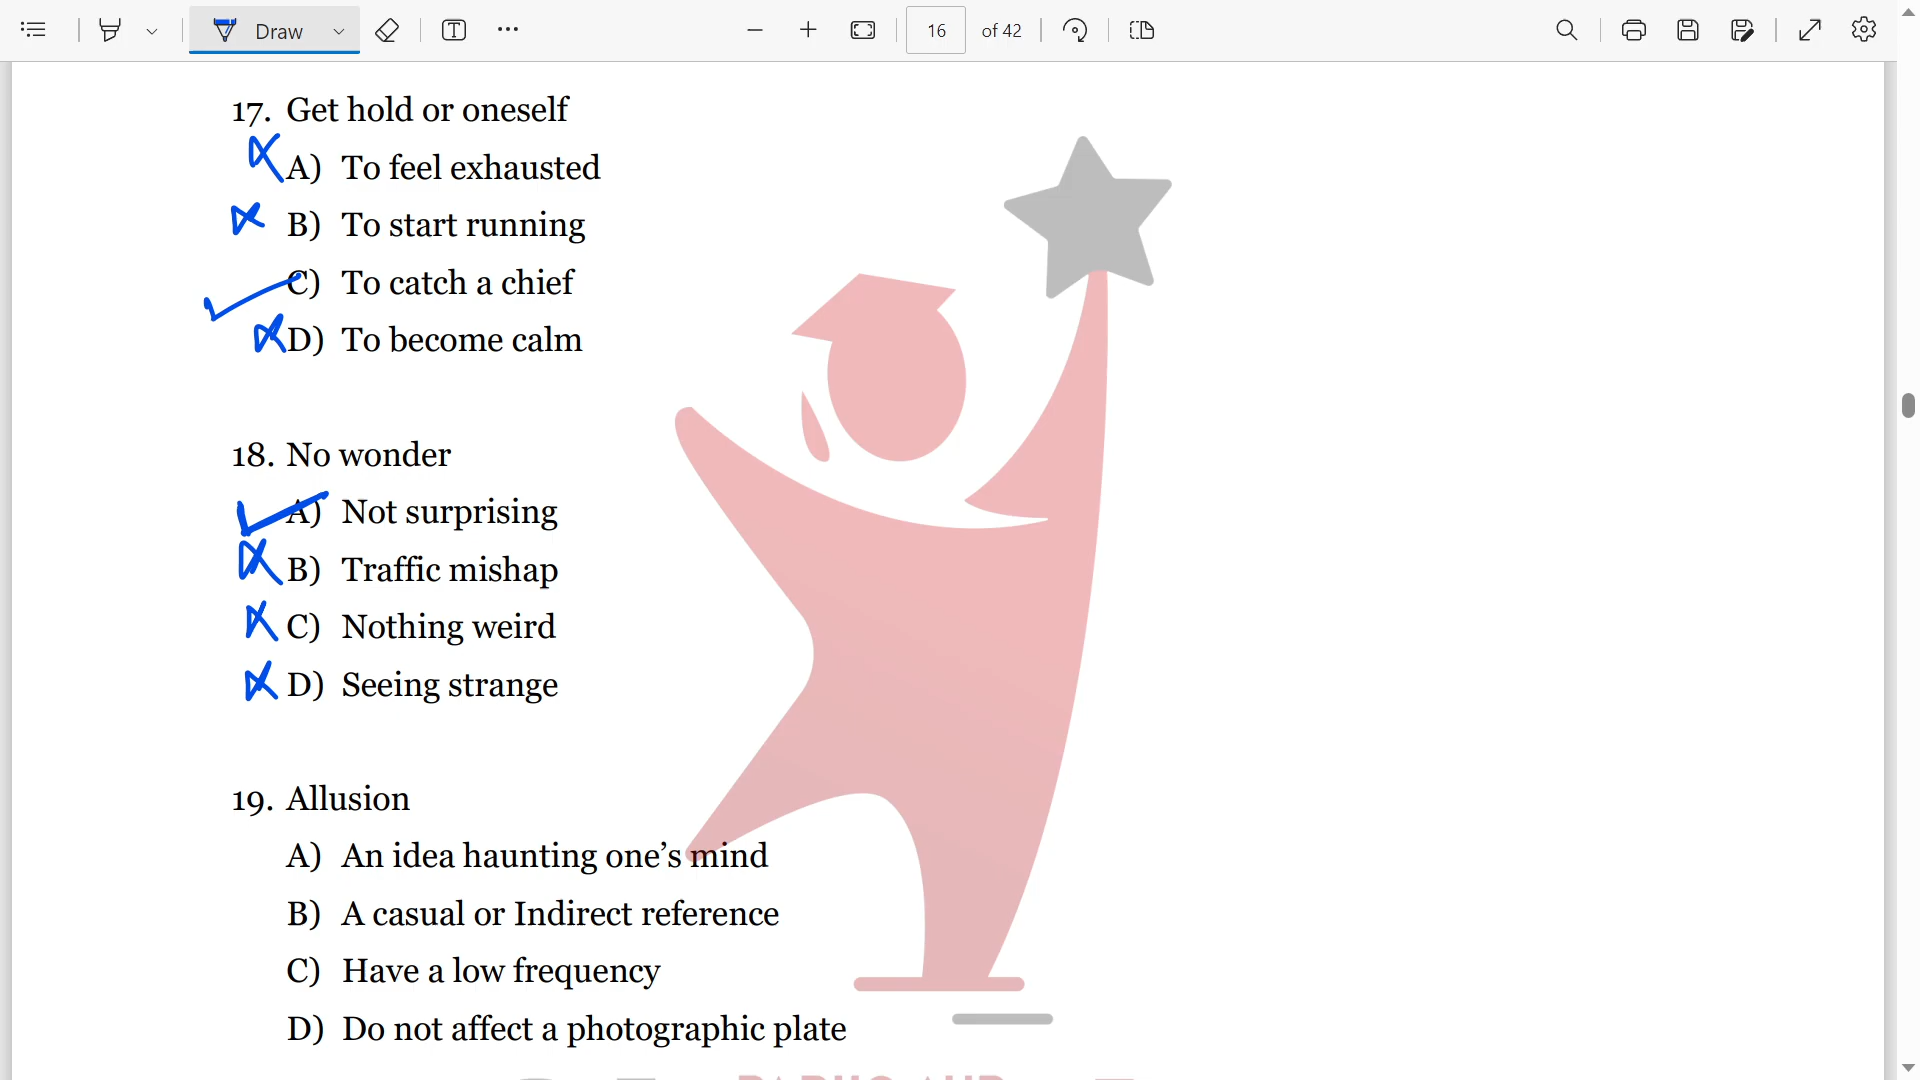 Draw
16 of 42
17. Get hold or oneself
A) To feel exhausted
B) To start running
C) To catch a chief
D) To become calm
18. No wonder
A) Not surprising
B) Traffic mishap
C) Nothing weird
D) Seeing strange
19. Allusion
A) An idea haunting one's mind
B) A casual or Indirect reference
C) Have a low frequency
D) Do not affect a photographic plate